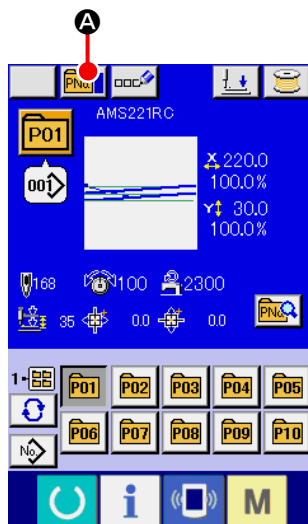 A
PNo
AMS221RC
P01
001
X 220.0
100.0%
Y 30.0
100.0%
168 100 2300
35 0.0 0.0 PNo
1- P01 P02 P03 P04 P05
No. P06 P07 P08 P09 P10
i M